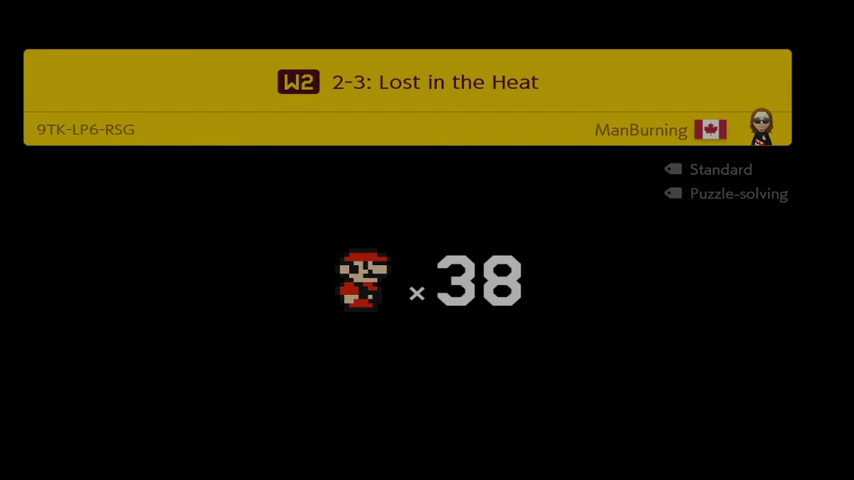 W2 2-3: Lost in the Heat
9TK-LP6-RSG
ManBurning
Standard
Puzzle-solving
× 38